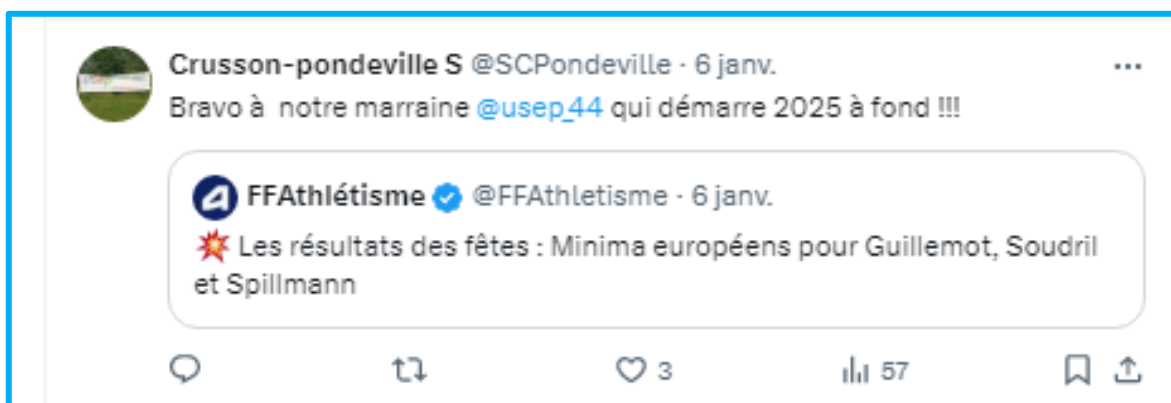 Crusson-pondeville S @SCPondeville · 6 janv.
Bravo à notre marraine @usep_44 qui démarre 2025 à fond !!!
FFAthlétisme @FFAthletisme · 6 janv.
💥 Les résultats des fêtes : Minima européens pour Guillemot, Soudril
et Spillmann
3
57